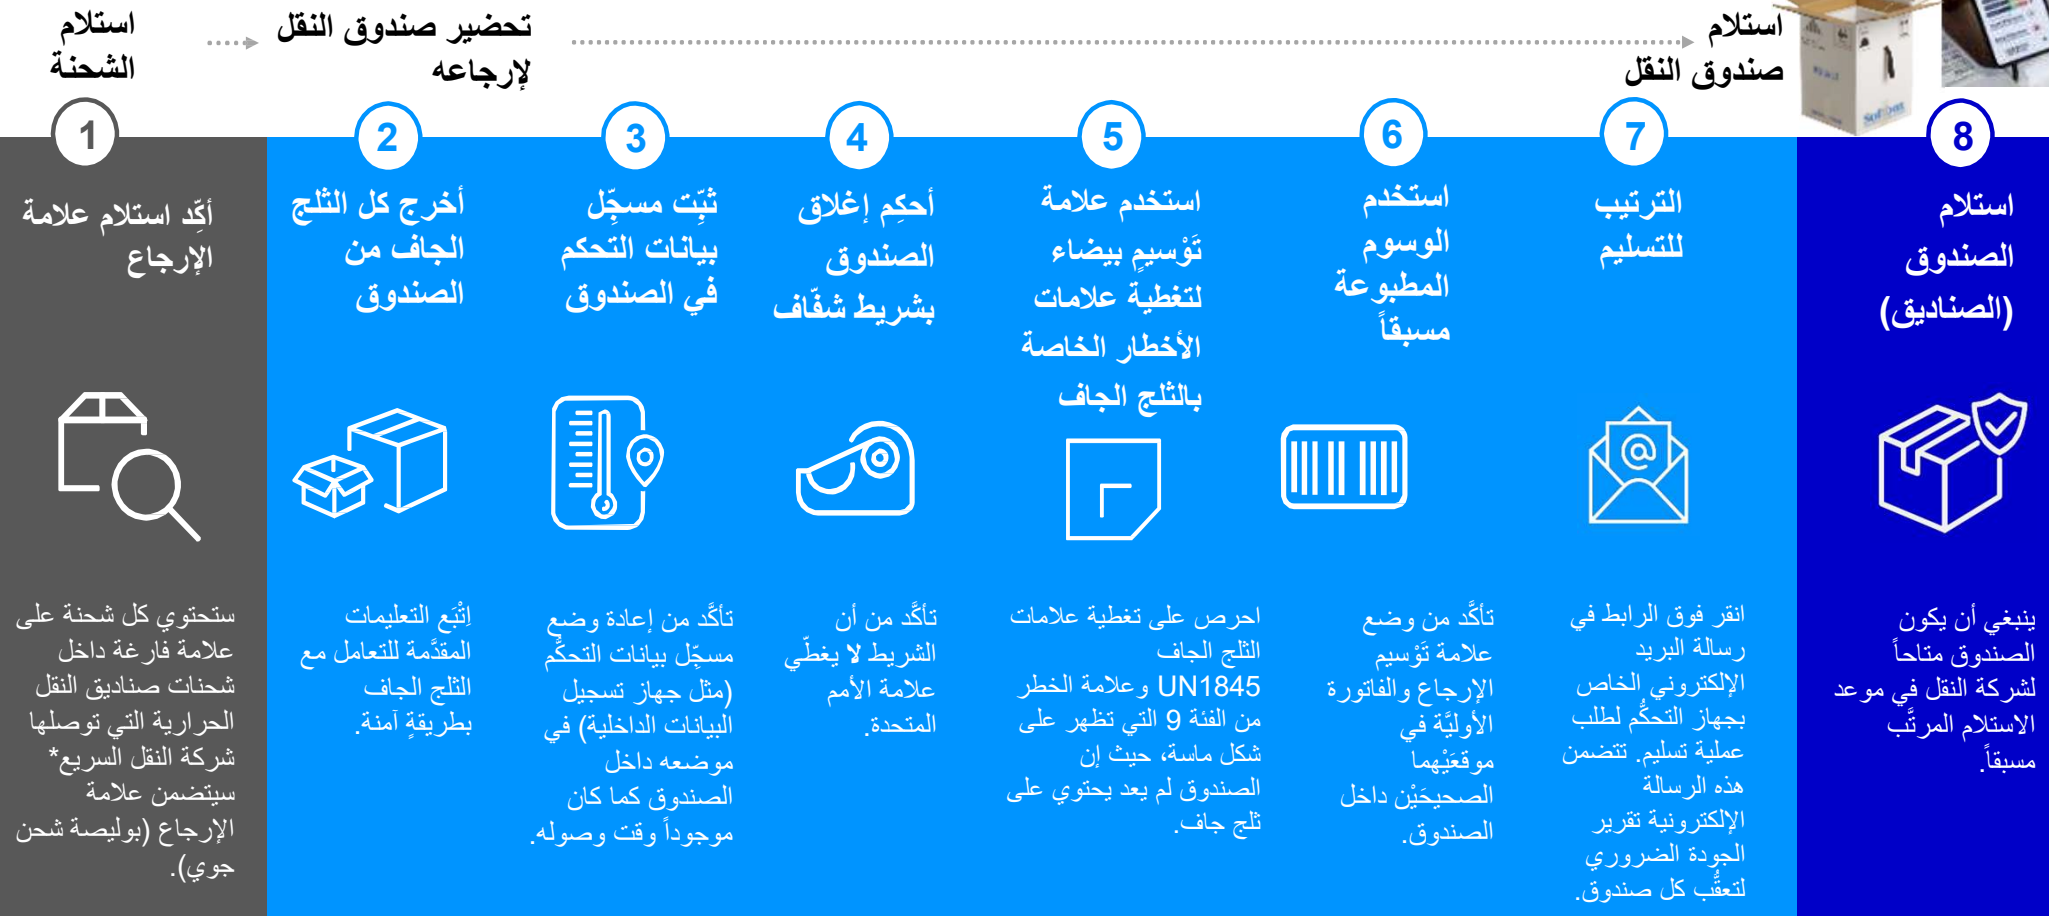 استلام
الشحنة
تحضير صندوق النقل
لإرجاعه
استلام
صندوق النقل
1
أكِّد استلام علامة
الإرجاع
ستحتوي كل شحنة على
علامة فارغة داخل
شحنات صناديق النقل
الحرارية التي توصلها
شركة النقل السريع*
سيتضمن علامة
الإرجاع (بوليصة شحن
جوي).
2
أخرج كل الثلج
الجاف من
الصندوق
اِتْبَع التعليمات
المقدَّمة للتعامل مع
الثلج الجاف
بطريقةٍ آمنة.
3
ثبِّت مسجِّل
بيانات التحكم
في الصندوق
تأكَّد من إعادة وضع
مسجِّل بيانات التحكُّم
(مثل جهاز تسجيل
البيانات الداخلية) في
موضعه داخل
الصندوق كما كان
موجوداً وقت وصوله.
4
أحكِم إغلاق
الصندوق
بشريط شفّاف
تأكَّد من أن
الشريط لا يغطّي
علامة الأمم
المتحدة.
5
استخدم علامة
تَوْسيمٍ بيضاء
لتغطية علامات
الأخطار الخاصة
بالثلج الجاف
احرص على تغطية علامات
الثلج الجاف
UN1845 وعلامة الخطر
من الفئة 9 التي تظهر على
شكل ماسة، حيث إن
الصندوق لم يعد يحتوي على
ثلج جاف.
6
استخدم
الوسوم
المطبوعة
مسبقاً
تأكَّد من وضع
علامة تَوْسيم
الإرجاع والفاتورة
الأوليَّة في
موقعَيْهما
الصحيحَيْن داخل
الصندوق.
7
الترتيب
للتسليم
انقر فوق الرابط في
رسالة البريد
الإلكتروني الخاص
بجهاز التحكُّم لطلب
عملية تسليم. تتضمن
هذه الرسالة
الإلكترونية تقرير
الجودة الضروري
لتعقُّب كل صندوق.
8
استلام
الصندوق
(الصناديق)
ينبغي أن يكون
الصندوق متاحاً
لشركة النقل في موعد
الاستلام المرتَّب
مسبقاً.